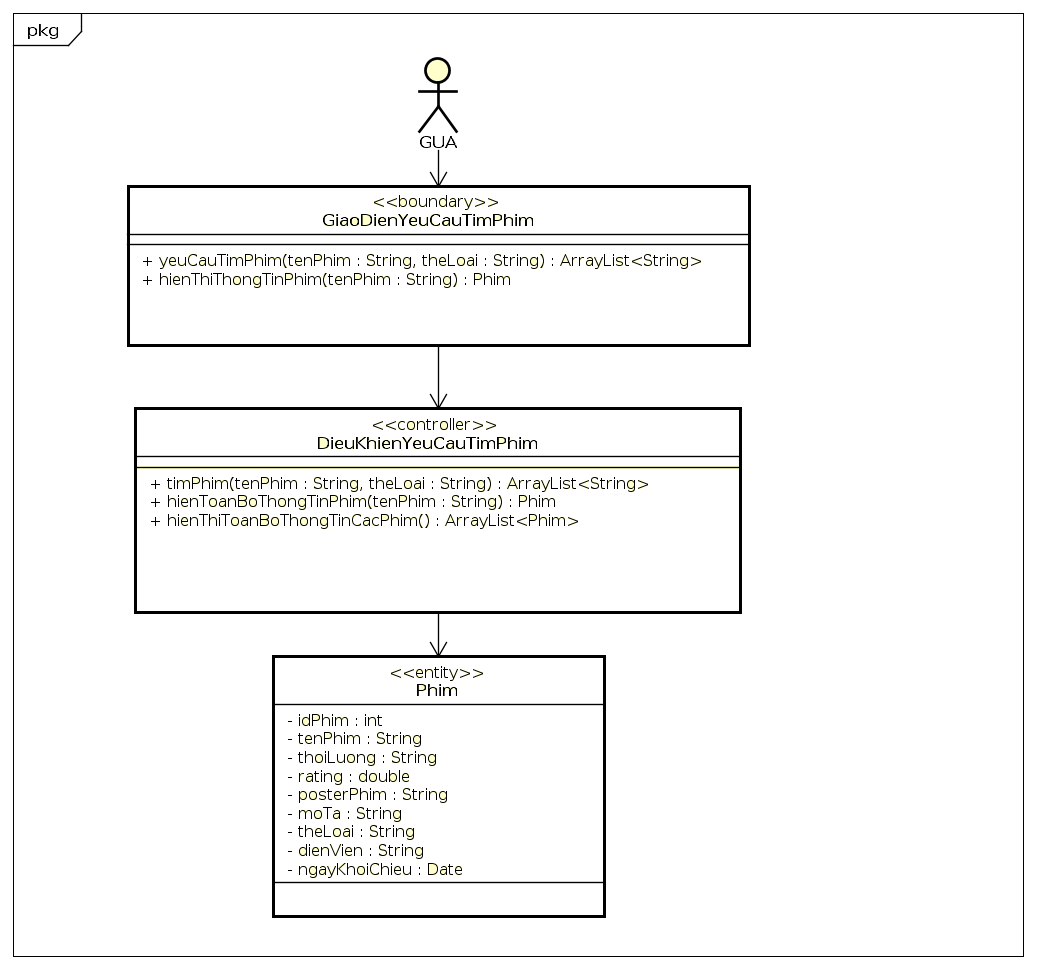 pkg
GUA
<<boundary>>
GiaoDienYeuCauTimPhim
+ yeuCauTimPhim(tenPhim : String, theLoai : String) : ArrayList<String>
+ hienThiThongTinPhim(tenPhim : String) : Phim
<<controller>>
DieuKhienYeuCauTimPhim
+ timPhim(tenPhim : String, theLoai : String) : ArrayList<String>
+ hienToanBoThongTinPhim(tenPhim : String) : Phim
+ hienThiToanBoThongTinCacPhim() : ArrayList<Phim>
<<entity>>
Phim
- idPhim : int
- tenPhim : String
- thoiLuong : String
- rating : double
- posterPhim : String
- moTa : String
- theLoai : String
- dienVien : String
- ngayKhoiChieu : Date